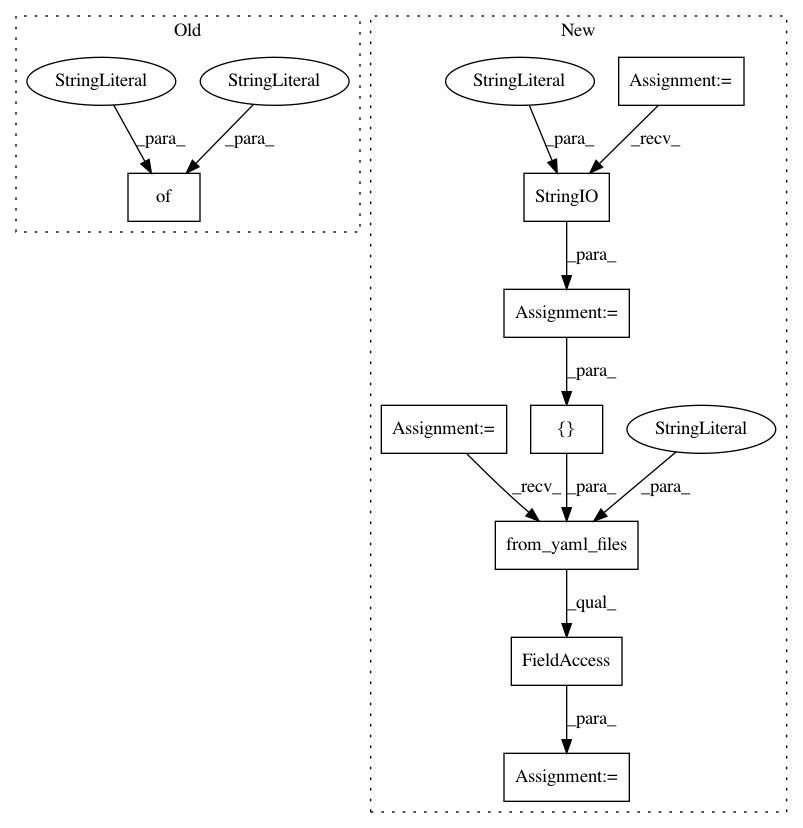 Old
New
StringLiteral
StringLiteral
StringLiteral
Assignment:=
_para_
_para_
_para_
_recv_
of
StringIO
_para_
Assignment:=
_para_
Assignment:=
{}
StringLiteral
_recv_
_para_
_para_
from_yaml_files
_qual_
FieldAccess
_para_
Assignment:=